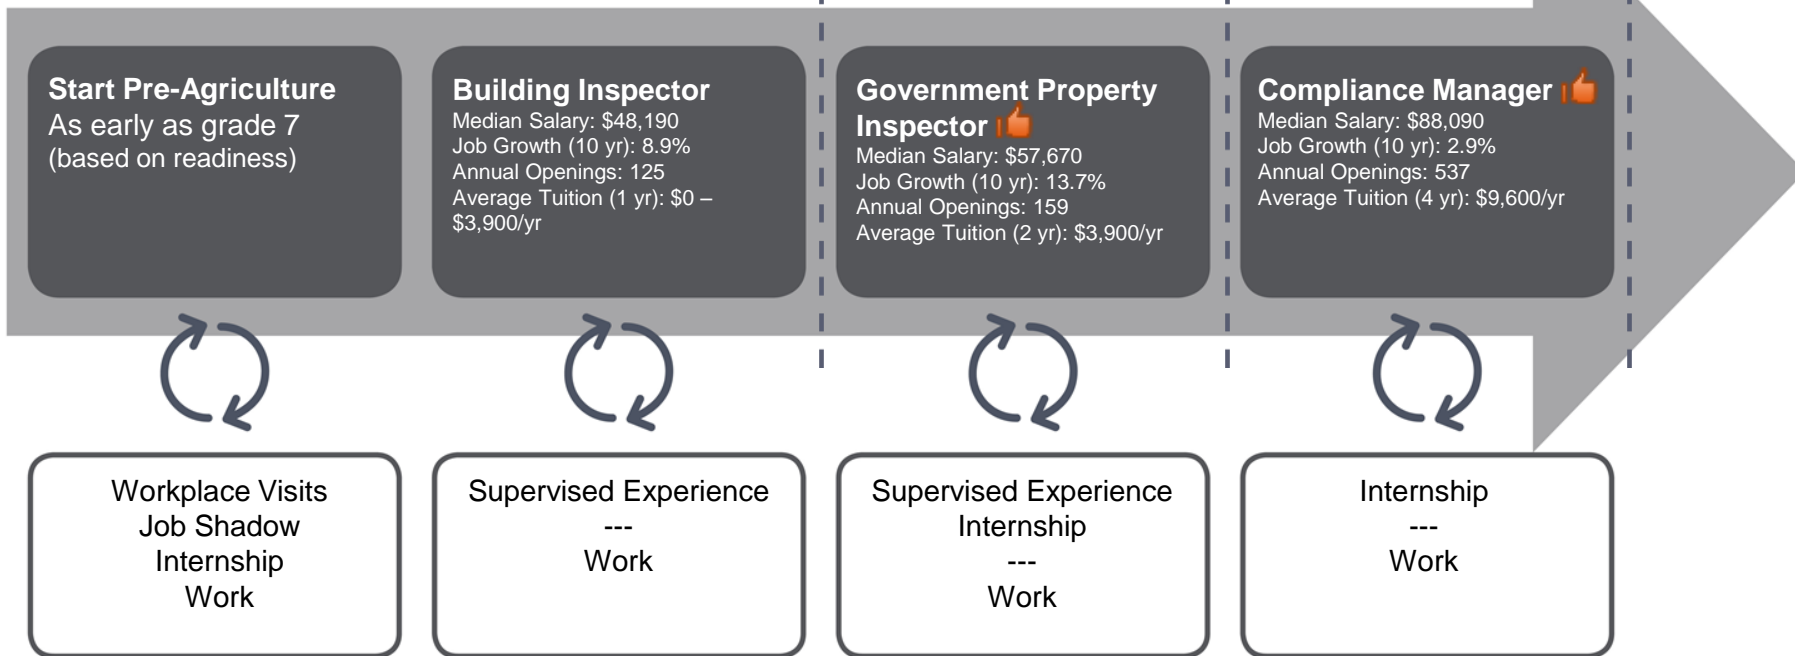 Start Pre-Agriculture
As early as grade 7
(based on readiness)
Building Inspector
Median Salary: $48,190
Job Growth (10 yr): 8.9%
Annual Openings: 125
Average Tuition (1 yr): $0 –
$3,900/yr
Government Property
Inspector
Median Salary: $57,670
Job Growth (10 yr): 13.7%
Annual Openings: 159
Average Tuition (2 yr): $3,900/yr
Compliance Manager
Median Salary: $88,090
Job Growth (10 yr): 2.9%
Annual Openings: 537
Average Tuition (4 yr): $9,600/yr
Workplace Visits
Job Shadow
Internship
Work
Supervised Experience
---
Work
Supervised Experience
Internship
---
Work
Internship
---
Work